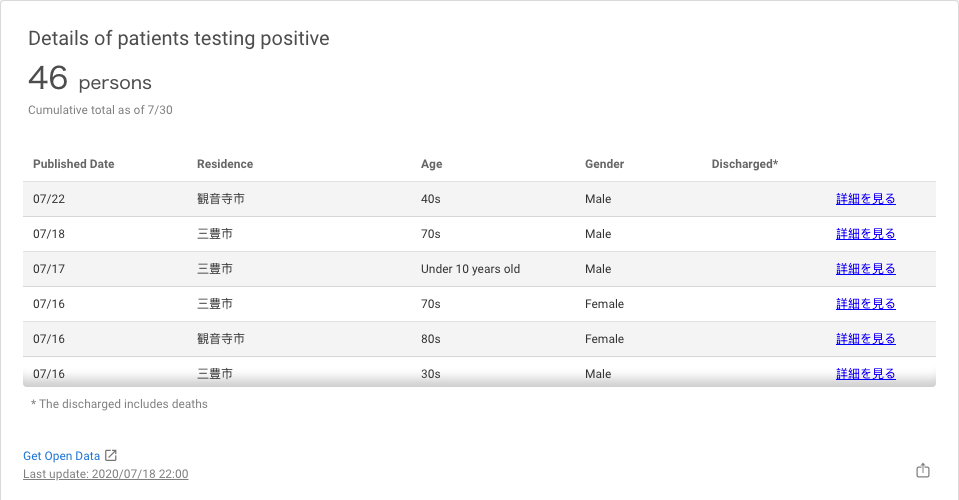 Details of patients testing positive
46 persons
Cumulative total as of 7/30
Published Date Residence Age Gender Discharged*
07/22 観音寺市 40s Male 詳細を見る
07/18 三豊市 70s Male 詳細を見る
07/17 三豊市 Under 10 years old Male 詳細を見る
07/16 三豊市 70s Female 詳細を見る
07/16 観音寺市 80s Female 詳細を見る
07/16 三豊市 30s Male 詳細を見る
* The discharged includes deaths
Get Open Data
Last update: 2020/07/18 22:00